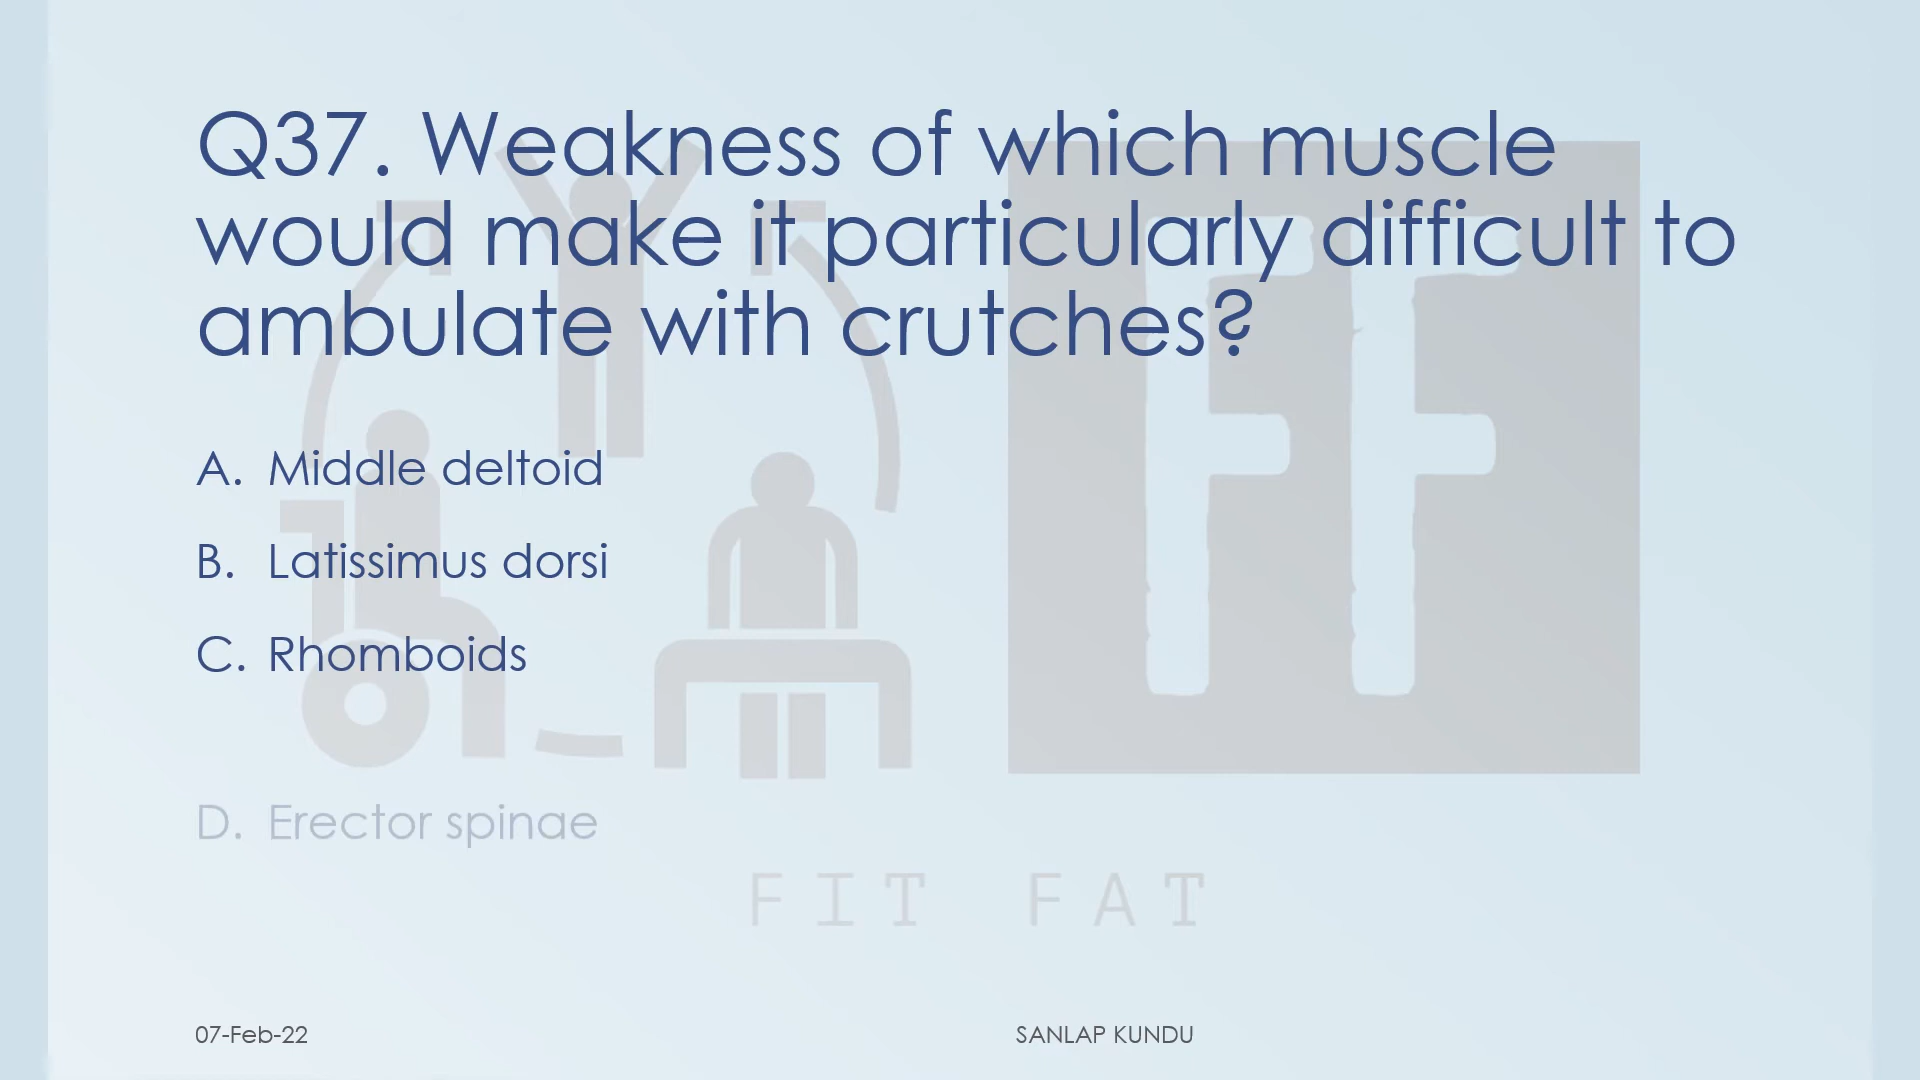 Q37. Weakness of which muscle
would make it particularly difficult to
ambulate with crutches?
A. Middle deltoid
B. Latissimus dorsi
C. Rhomboids
D. Erector spinae
FF
FIT FAT
07-Feb-22
SANLAP KUNDU